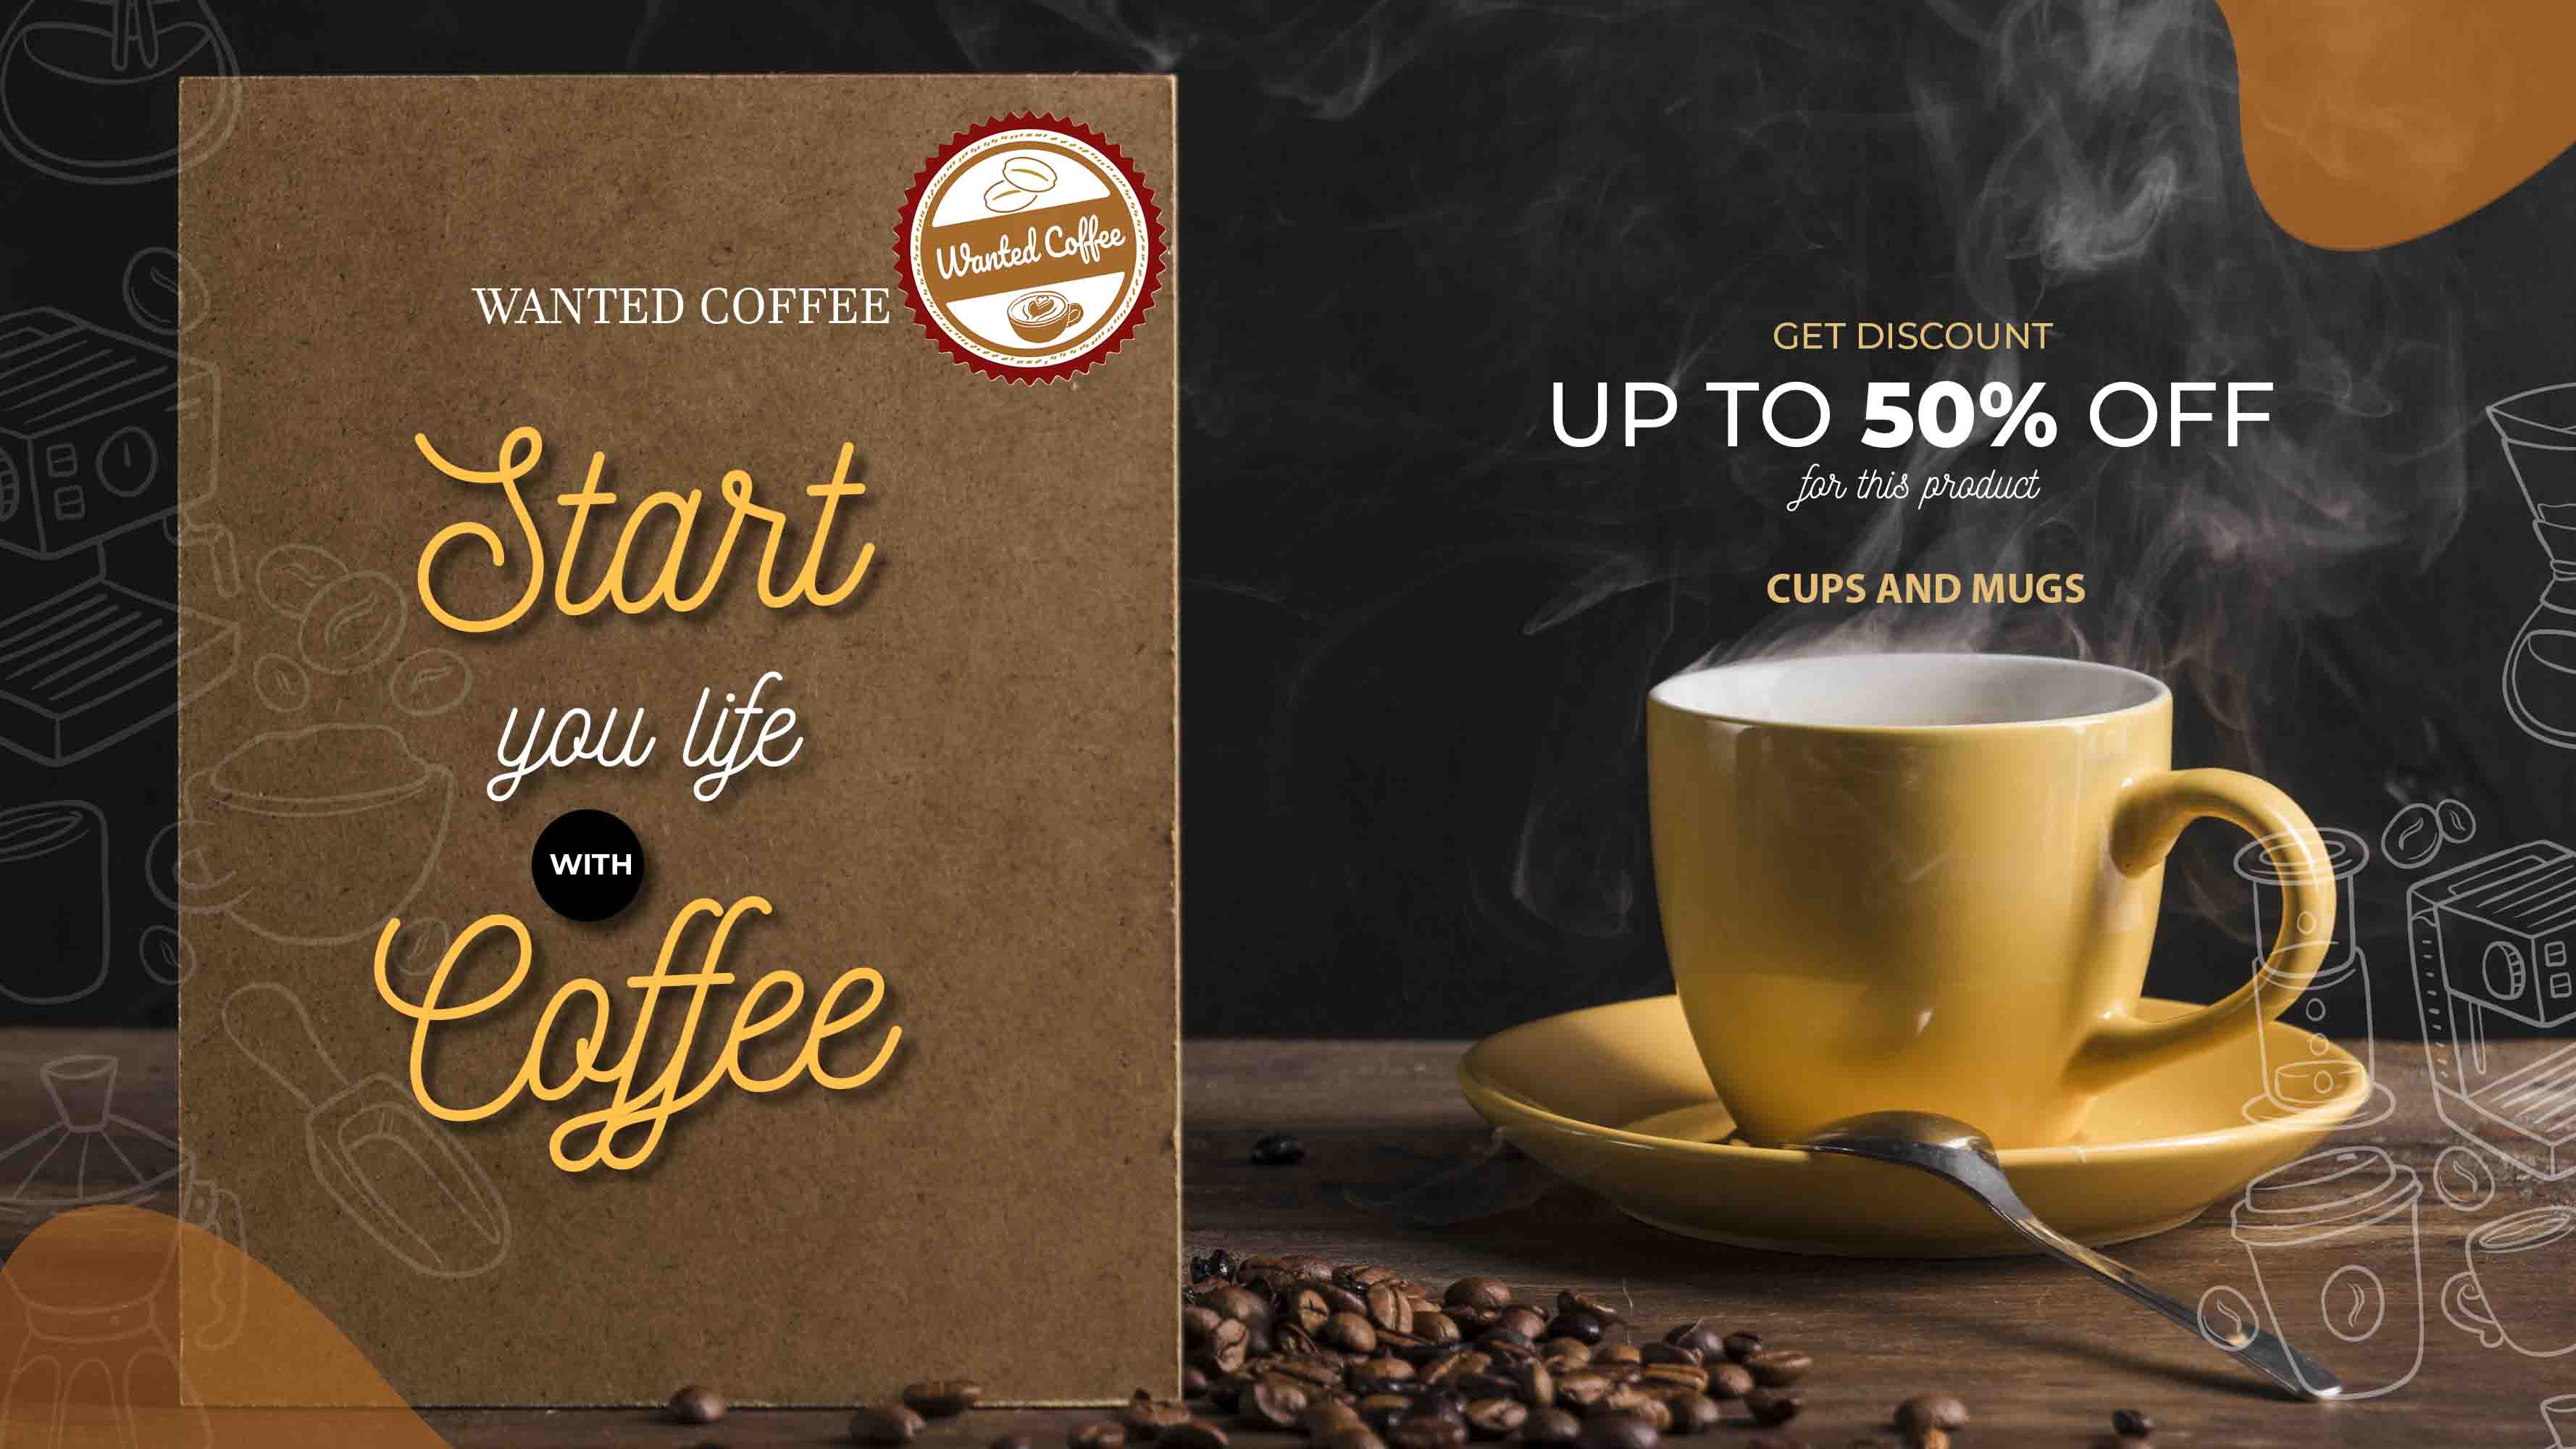 WANTED COFFEE
Wanted Coffee
Start
you life
WITH
Coffee
GET DISCOUNT
UP TO 50% OFF
for this product
CUPS AND MUGS